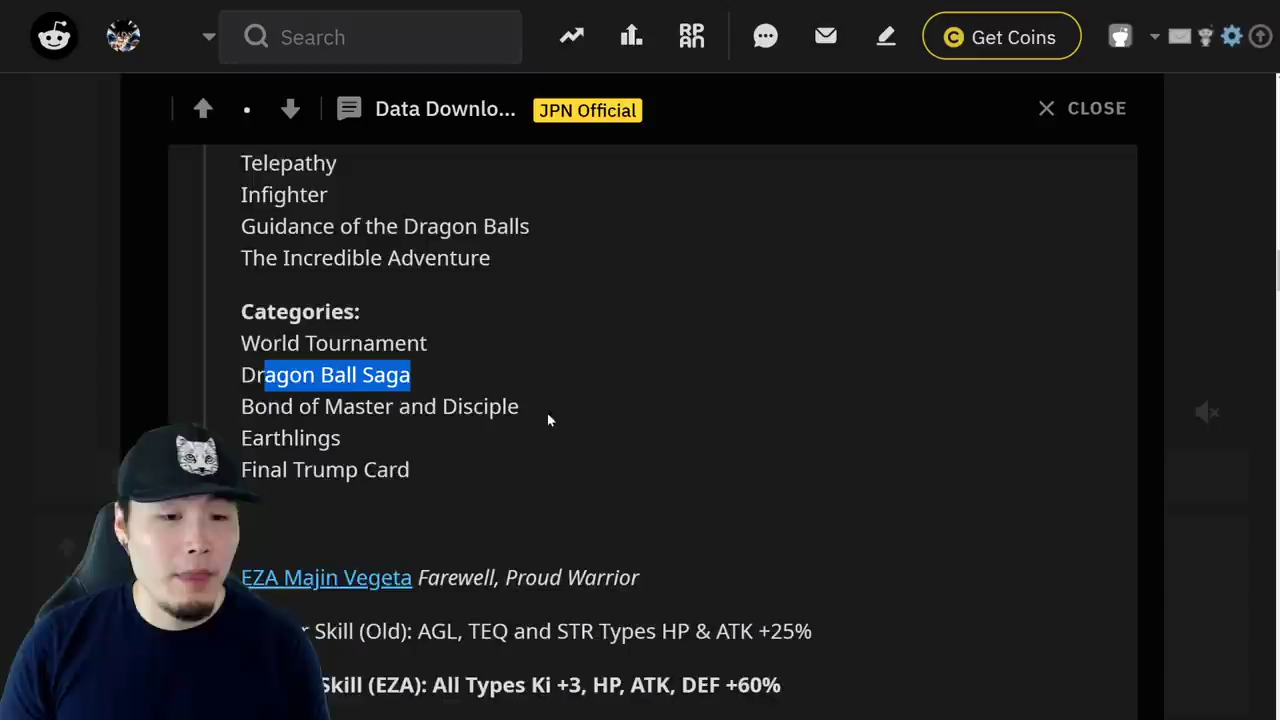 Search
RPAN
Get Coins
Data Downlo...
JPN Official
CLOSE
Telepathy
Infighter
Guidance of the Dragon Balls
The Incredible Adventure
Categories:
World Tournament
Dragon Ball Saga
Bond of Master and Disciple
Earthlings
Final Trump Card
EZA Majin Vegeta Farewell, Proud Warrior
Skill (Old): AGL, TEQ and STR Types HP & ATK +25%
Skill (EZA): All Types Ki +3, HP, ATK, DEF +60%